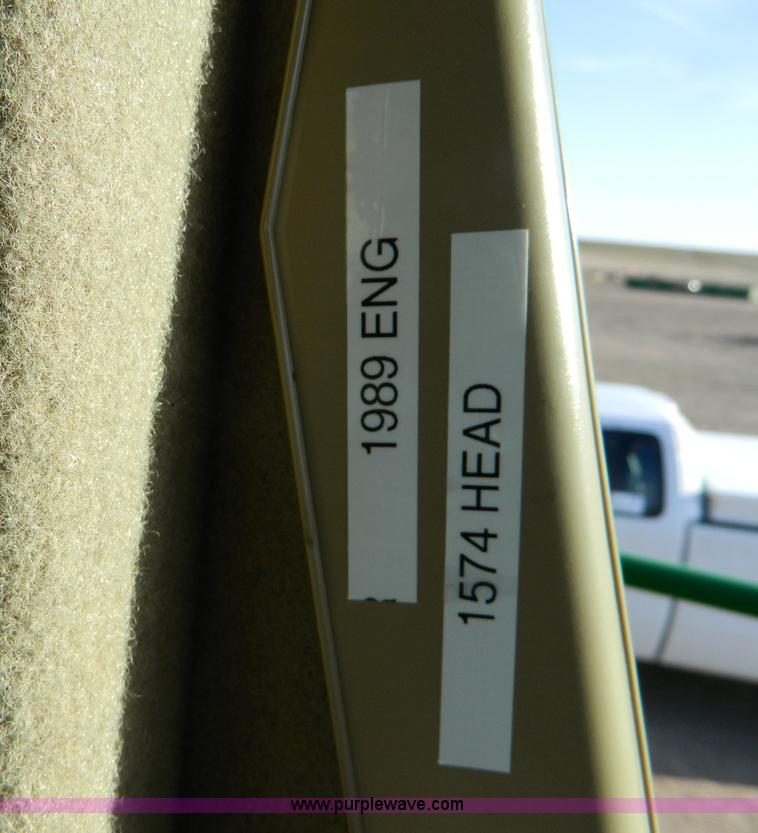 1989 ENG
1574 HEAD
www.purplewave.com